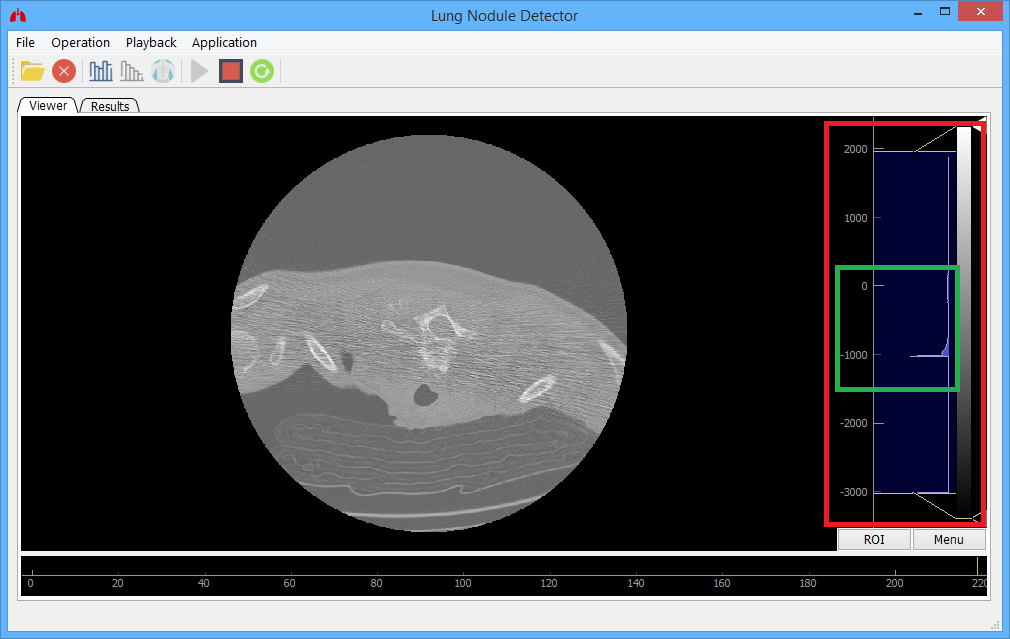 Lung Nodule Detector
File Operation Playback Application
Viewer Results
2000
1000
0
-1000
-2000
-3000
ROI Menu
0 20 40 60 80 100 120 140 160 180 200 220